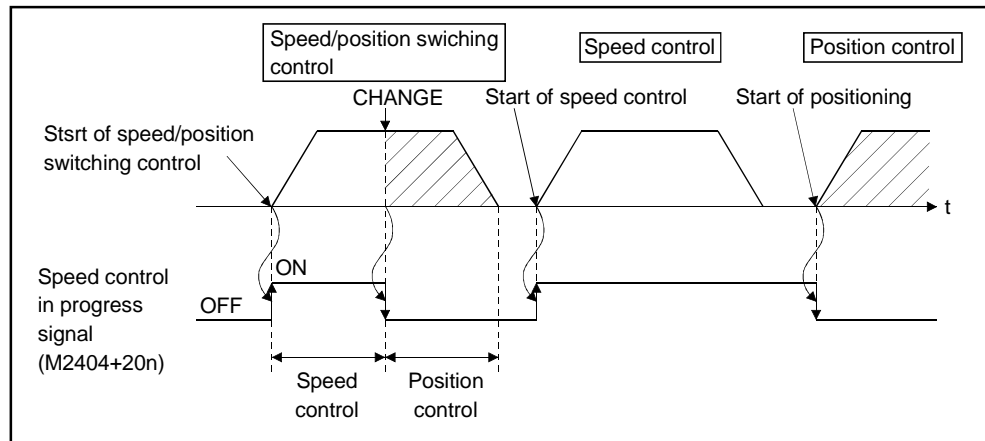 Speed/position swiching
control
Speed control
Position control
CHANGE
Start of speed control
Start of positioning
Stsrt of speed/position
switching control
t
Speed control
in progress
signal
(M2404+20n)
ON
OFF
Speed
control
Position
control